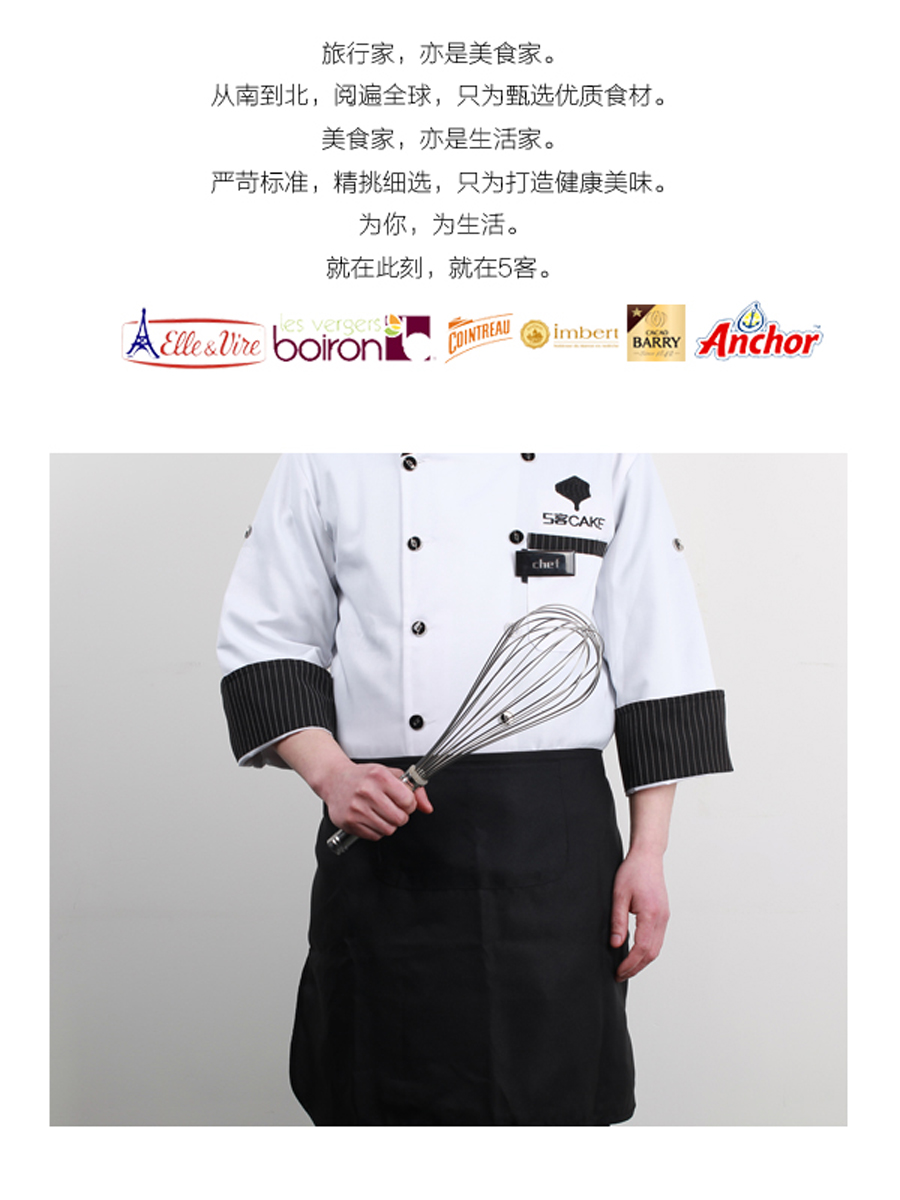 旅行家，亦是美食家。
从南到北，阅遍全球，只为甄选优质食材。
美食家，亦是生活家。
严苛标准，精挑细选，只为打造健康美味。
为你，为生活。
就在此刻，就在5客。
Elle&Vire
les vergers
boiron
COINTREAU
imbert
CACAO
BARRY
Since 1842
Anchor
5客CAKE
chef